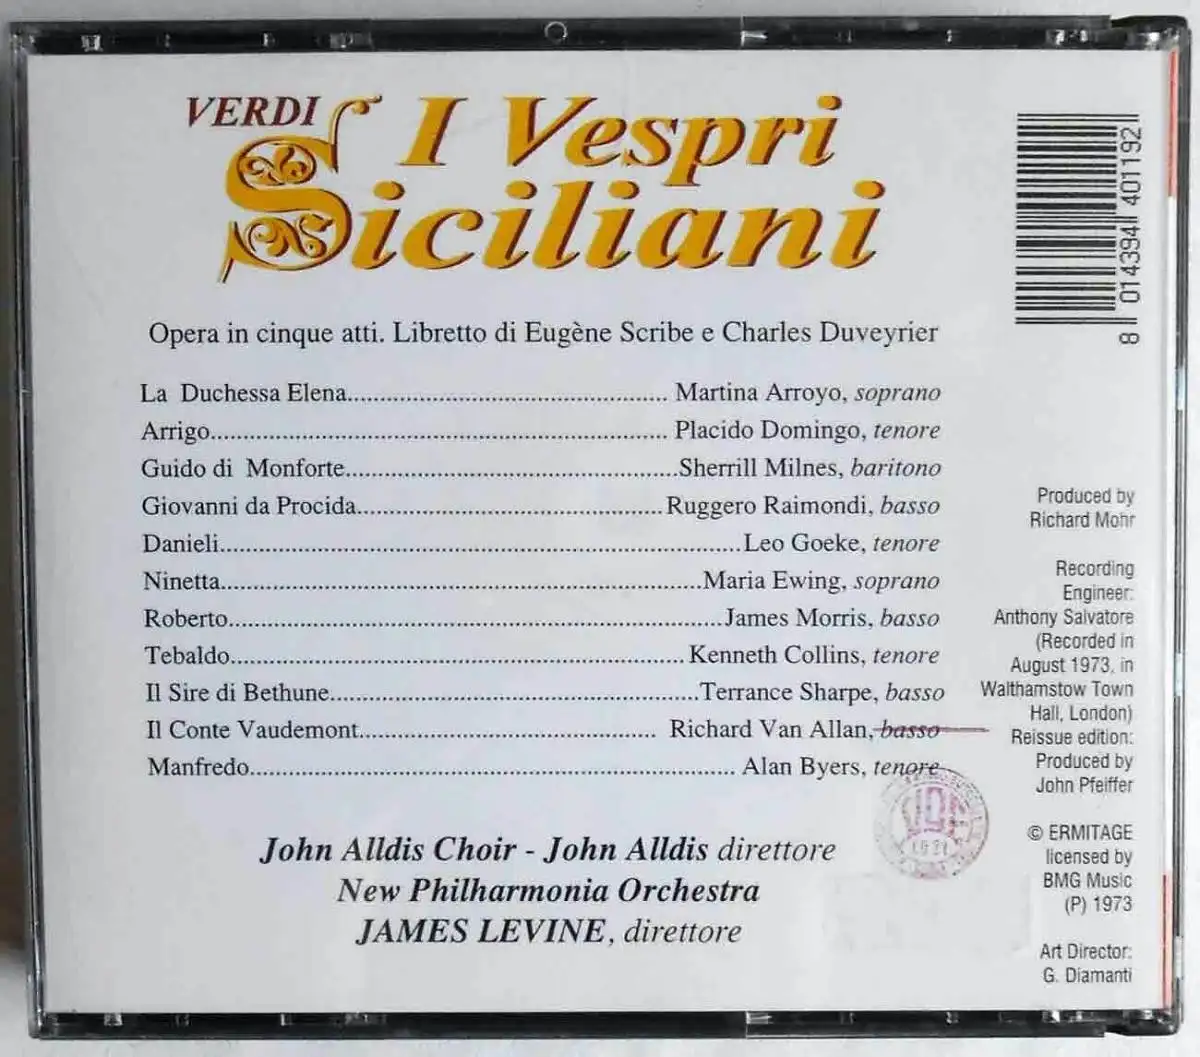 VERDI
I Vespri
Siciliani
Opera in cinque atti. Libretto di Eugène Scribe e Charles Duveyrier
La Duchessa Elena................................................ Martina Arroyo, soprano
Arrigo...................................................................... Placido Domingo, tenore
Guido di Monforte...................................................Sherrill Milnes, baritono
Giovanni da Procida...............................................Ruggero Raimondi, basso
Danieli................................................................................Leo Goeke, tenore
Ninetta.........................................................................Maria Ewing, soprano
Roberto...........................................................................James Morris, basso
Tebaldo.....................................................................Kenneth Collins, tenore
Il Sire di Bethune........................................................Terrance Sharpe, basso
Il Conte Vaudemont............................................. Richard Van Allan, basso
Manfredo.......................................................................... Alan Byers, tenore
John Alldis Choir - John Alldis direttore
New Philharmonia Orchestra
JAMES LEVINE, direttore
8 014394 401192
Produced by
Richard Mohr
Recording
Engineer:
Anthony Salvatore
(Recorded in
August 1973, in
Walthamstow Town
Hall, London)
Reissue edition:
Produced by
John Pfeiffer
© ERMITAGE
licensed by
BMG Music
(P) 1973
Art Director:
G. Diamanti